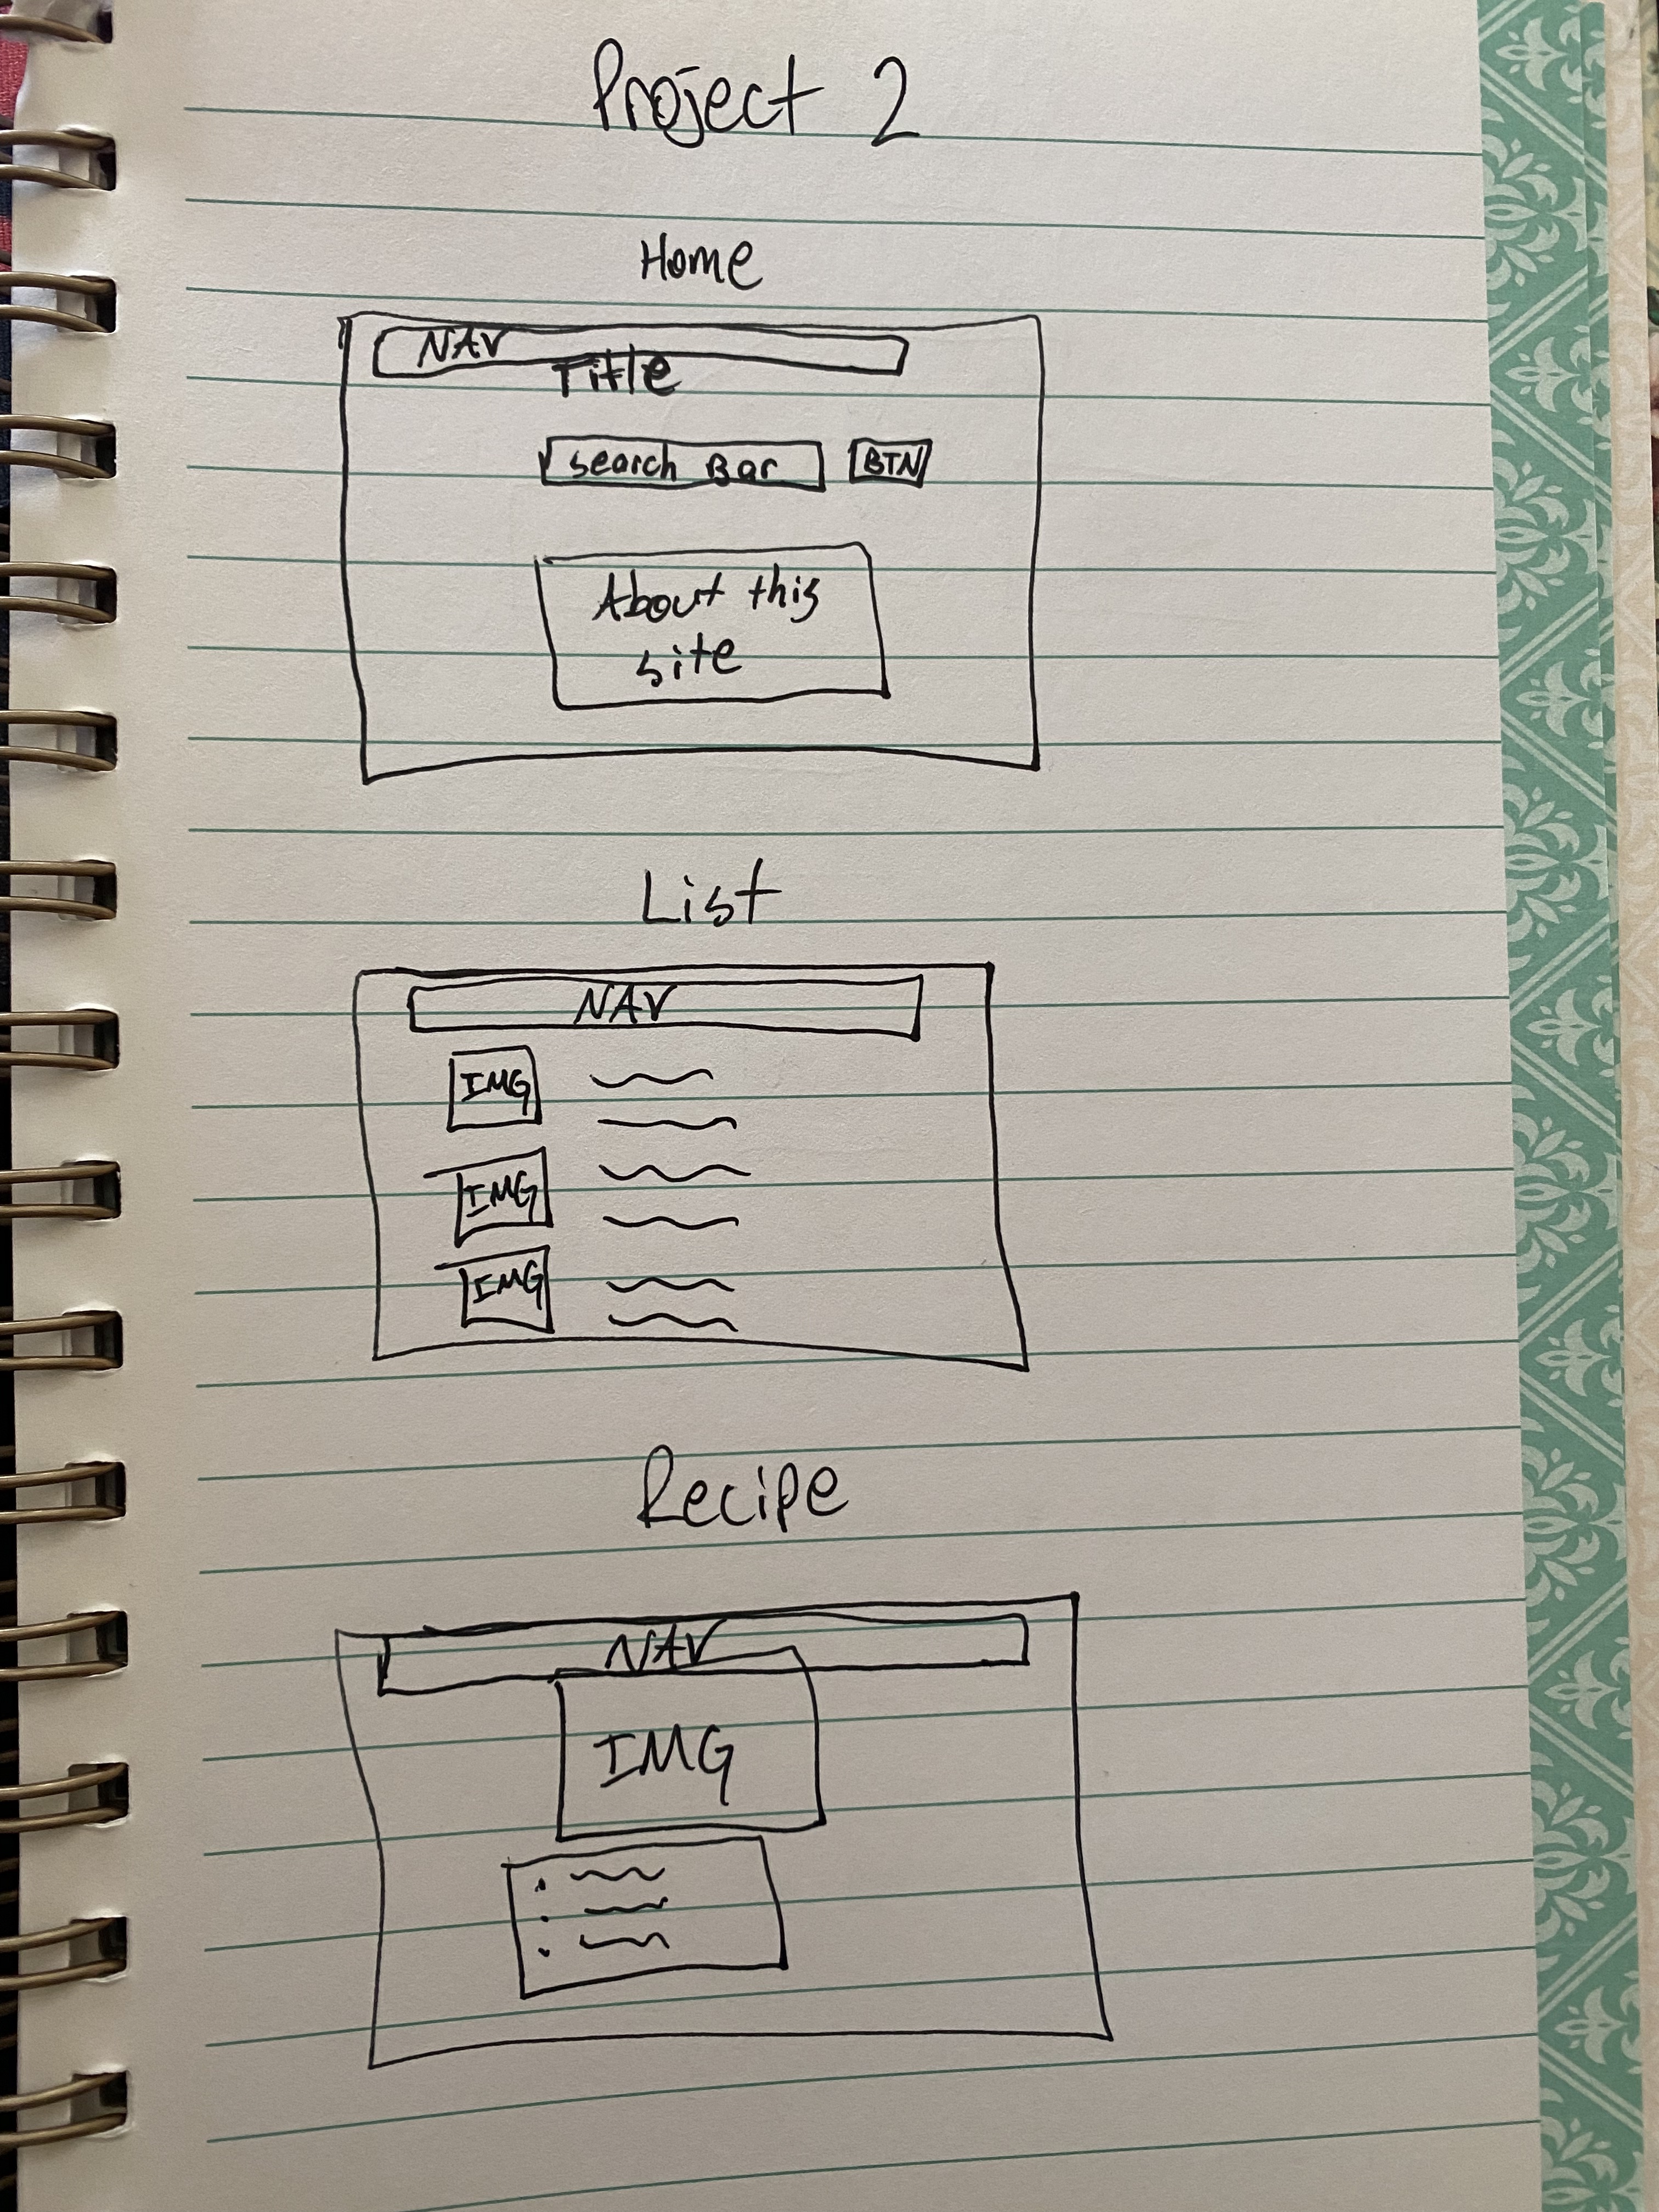 Project 2
Home
NAV
Title
search Bar BTN
About this
site
List
NAV
IMG
IMG
IMG
Recipe
NAV
IMG